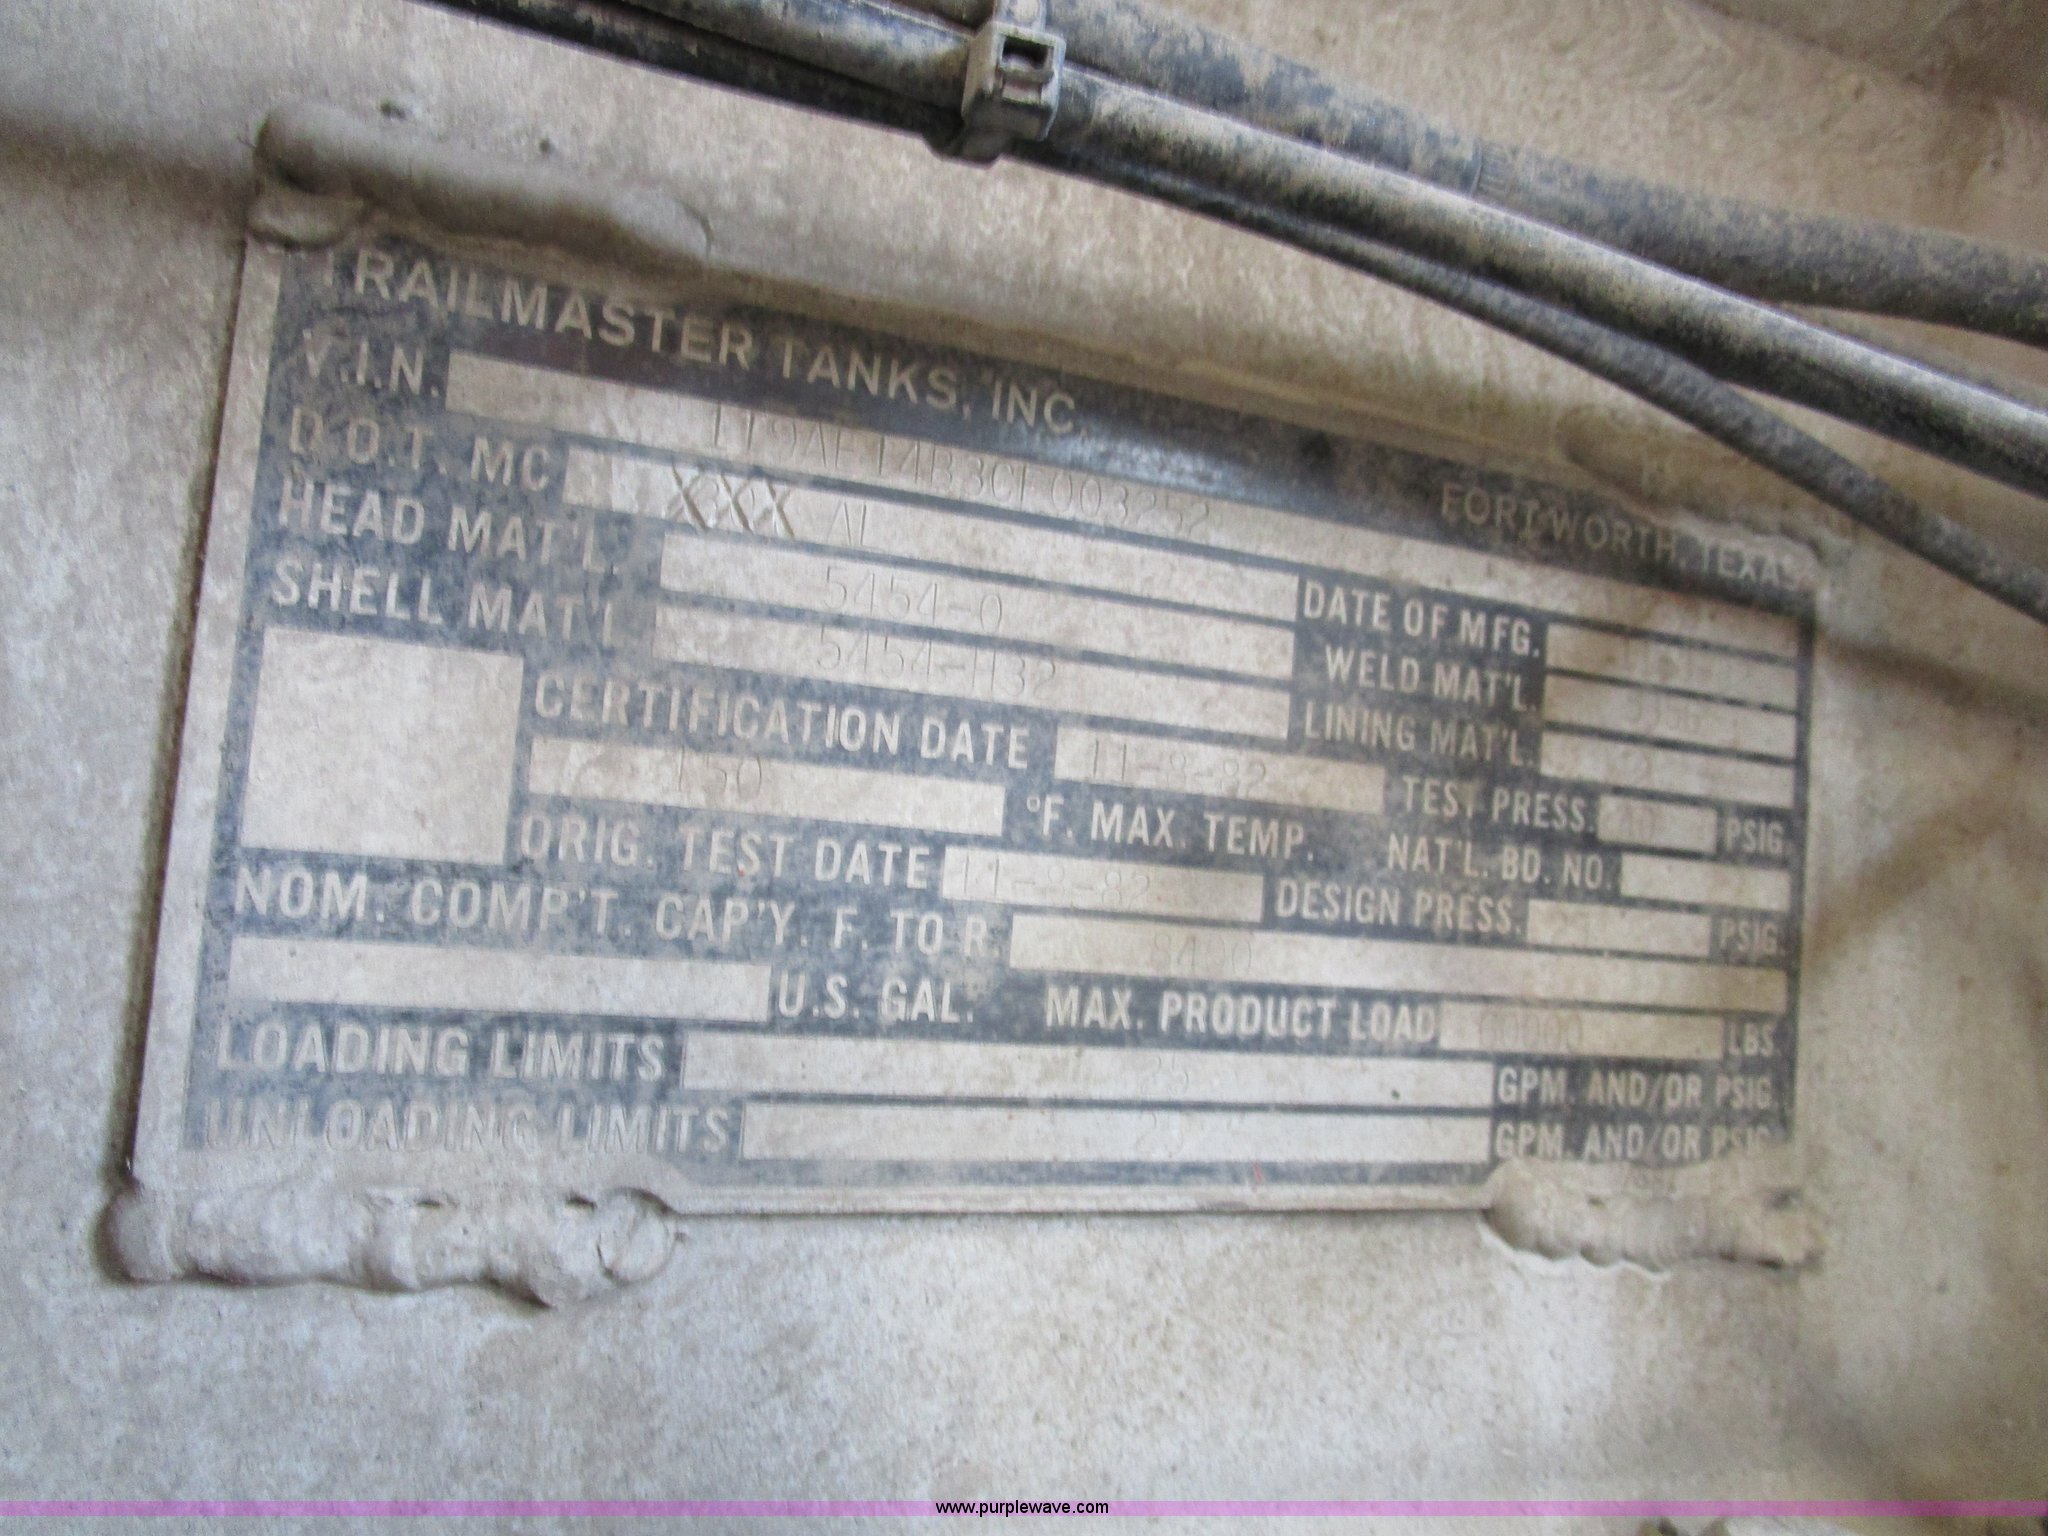 TRAILMASTER TANKS, INC.
FORT WORTH, TEXAS
V.I.N.
D.O.T. MC XXX AL
HEAD MAT'L. 5454-0 DATE OF MFG.
SHELL MAT'L 5454-H32 WELD MAT'L.
LINING MAT'L.
CERTIFICATION DATE 11-8-82 TEST PRESS. PSIG.
150 °F. MAX. TEMP. NAT'L. BD. NO.
ORIG. TEST DATE 11-8-82 DESIGN PRESS. PSIG.
NOM. COMP'T. CAP'Y. F. TO R. 8400
U.S. GAL. MAX. PRODUCT LOAD 60000 LBS.
LOADING LIMITS 25 GPM. AND/OR PSIG.
UNLOADING LIMITS 25 GPM. AND/OR PSIG.
www.purplewave.com